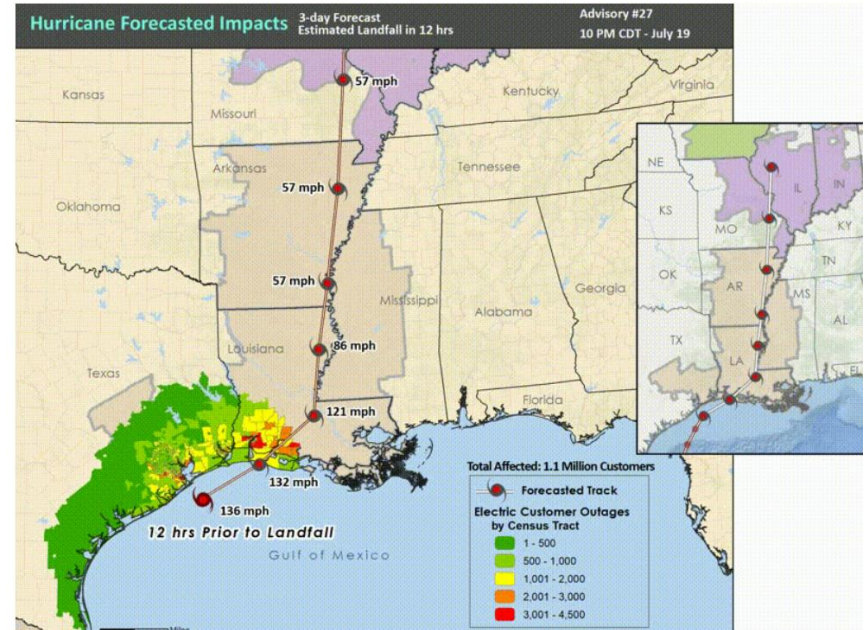 Hurricane Forecasted Impacts
3-day Forecast
Estimated Landfall in 12 hrs
Advisory #27
10 PM CDT - July 19
57 mph
Kansas
Missouri
Kentucky
Virginia
Arkansas
Tennessee
57 mph
Oklahoma
57 mph
Mississippi
Alabama
Georgia
Louisiana
86 mph
Texas
Florida
121 mph
132 mph
136 mph
12 hrs Prior to Landfall
Gulf of Mexico
Total Affected: 1.1 Million Customers
Forecasted Track
Electric Customer Outages
by Census Tract
1 - 500
500 - 1,000
1,001 - 2,000
2,001 - 3,000
3,001 - 4,500
NE
IL
IN
KS
MO
KY
OK
TN
AR
MS
AL
TX
LA